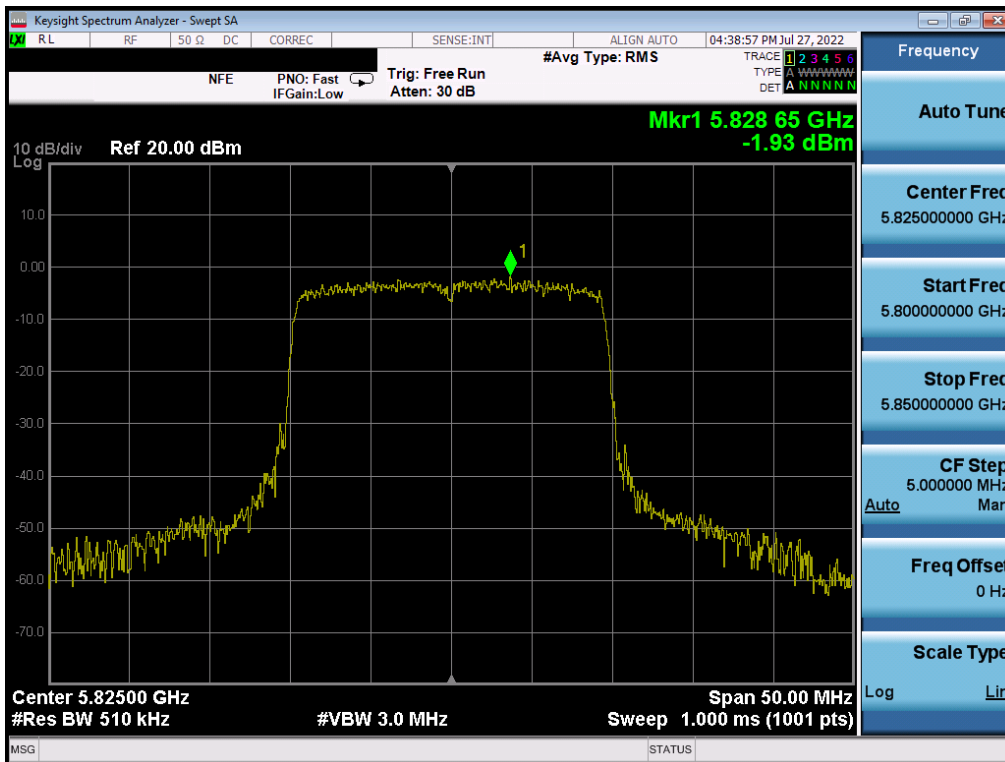 Keysight Spectrum Analyzer - Swept SA
LXI RL RF 50 Ω DC CORREC SENSE:INT ALIGN AUTO 04:38:57 PM Jul 27, 2022
NFE
PNO: Fast
IFGain:Low
Trig: Free Run
Atten: 30 dB
#Avg Type: RMS
TRACE 1 2 3 4 5 6
TYPE A WWWWW
DET A N N N N N
Mkr1 5.828 65 GHz
-1.93 dBm
10 dB/div Ref 20.00 dBm
Log
1
10.0
0.00
-10.0
-20.0
-30.0
-40.0
-50.0
-60.0
-70.0
Center 5.82500 GHz Span 50.00 MHz
#Res BW 510 kHz #VBW 3.0 MHz Sweep 1.000 ms (1001 pts)
MSG STATUS
Frequency
Auto Tune
Center Freq
5.825000000 GHz
Start Freq
5.800000000 GHz
Stop Freq
5.850000000 GHz
CF Step
5.000000 MHz
Auto Man
Freq Offset
0 Hz
Scale Type
Log Lin